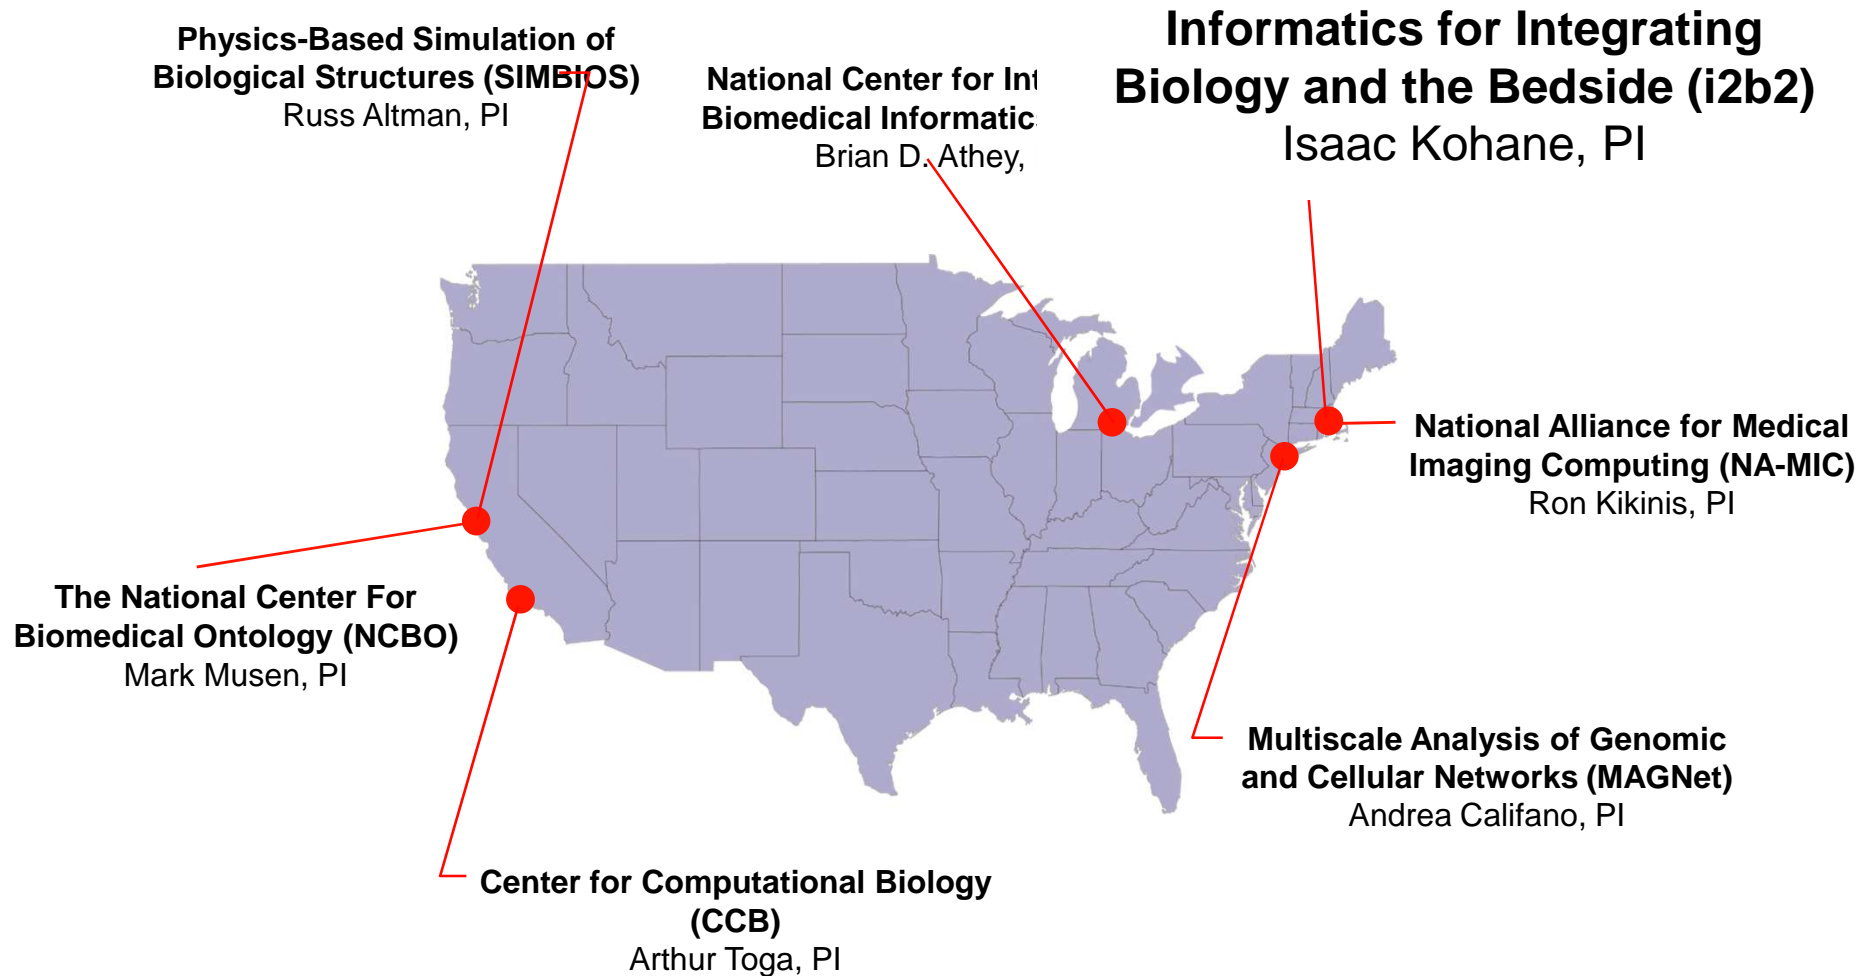 Physics-Based Simulation of
Biological Structures (SIMBIOS)
Russ Altman, PI
National Center for
Biomedical
Brian D. Athey,
Informatics for Integrating
Biology and the Bedside (i2b2)
Isaac Kohane, PI
National Alliance for Medical
Imaging Computing (NA-MIC)
Ron Kikinis, PI
The National Center For
Biomedical Ontology (NCBO)
Mark Musen, PI
Multiscale Analysis of Genomic
and Cellular Networks (MAGNet)
Andrea Califano, PI
Center for Computational Biology
(CCB)
Arthur Toga, PI